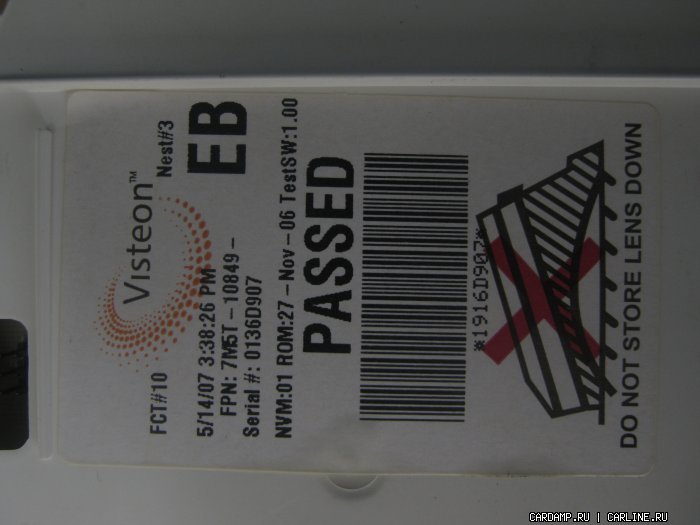 Visteon™
FCT#10 Nest#3
5/14/07 3:38:26 PM
FPN: 7M5T-10849-
EB
Serial #: 0136D907
NVM:01 ROM:27-Nov-06 TestSW:1.00
PASSED
*1916D907*
DO NOT STORE LENS DOWN
CARDAMP.RU | CARLINE.RU